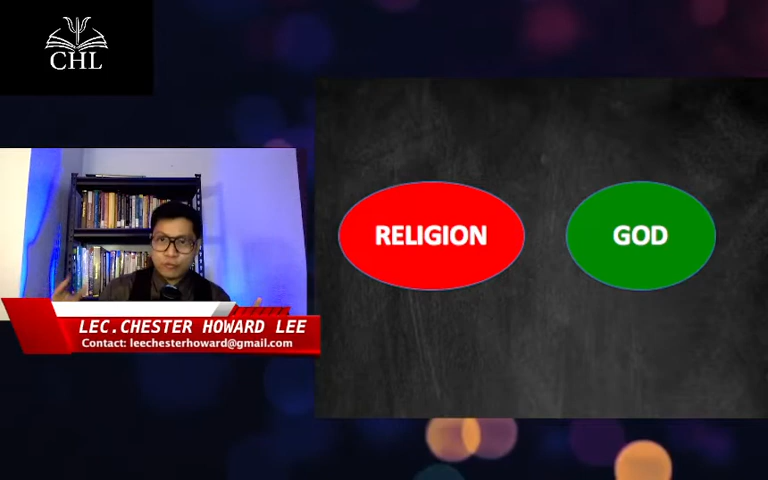 CHL
RELIGION
GOD
LEC.CHESTER HOWARD LEE
Contact: leechesterhoward@gmail.com